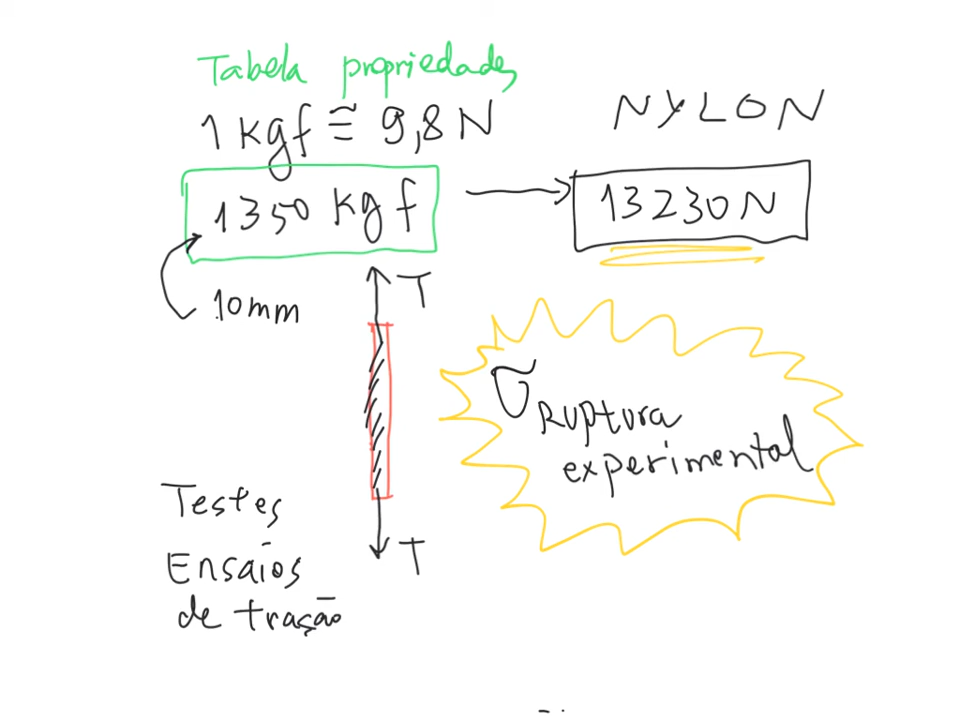 Tabela propriedades
1 kgf ≅ 9,8 N
NYLON
1350 kgf
13230 N
10mm
T
σ Ruptura
experimental
Testes
T
Ensaios
de tração